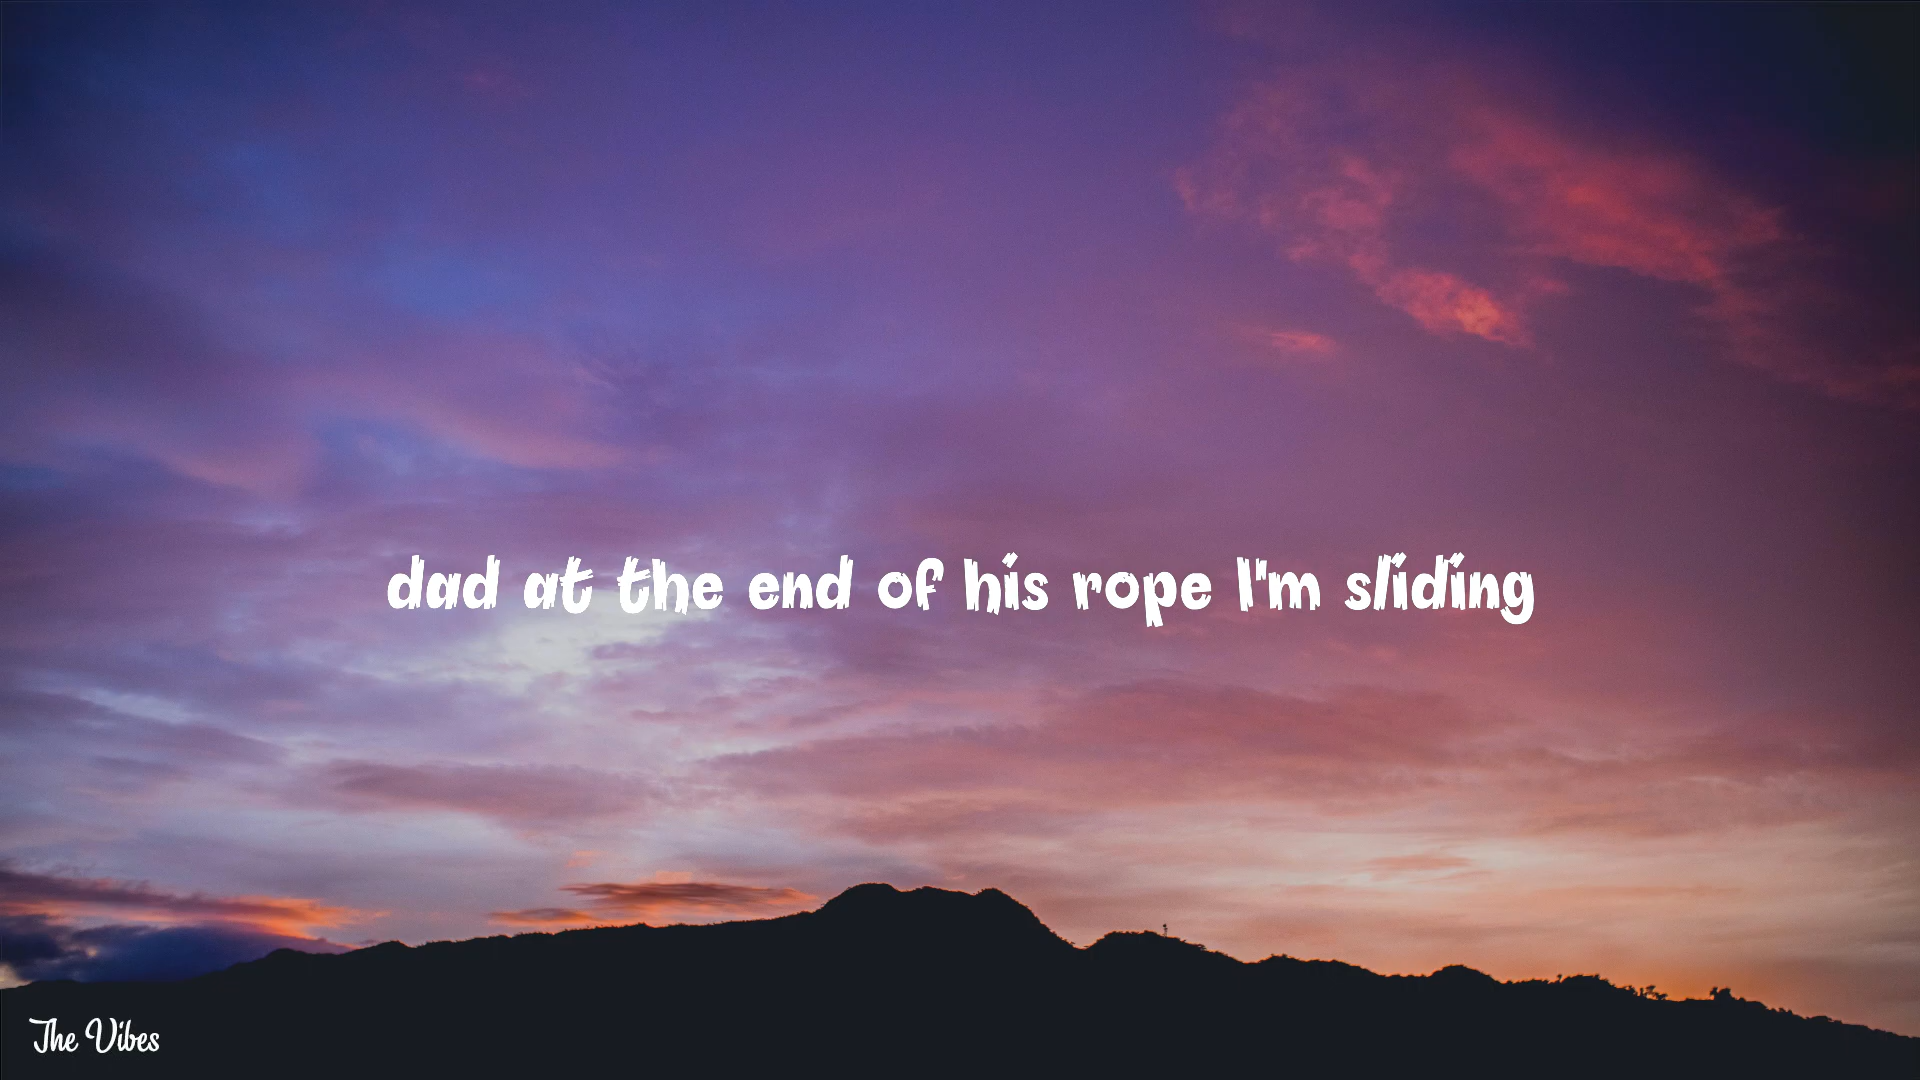 dad at the end of his rope I'm sliding
The Vibes